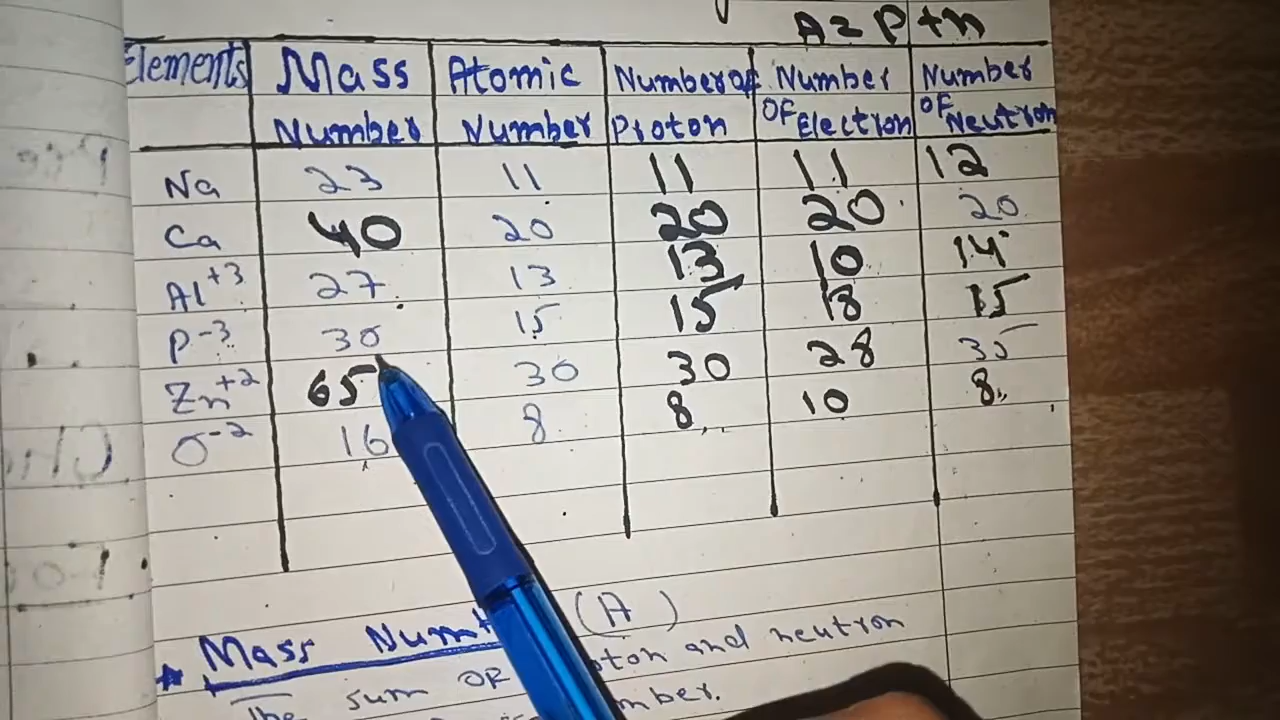 A = P + n
Elements Mass Number Atomic Number Number of Proton Number Of Electron Number Of Neutron
Na 23 11 11 11 12
Ca 40 20 20 20 20
Al+3 27 13 13 10 14
P-3 30 15 15 18 15
Zn+2 65 30 30 28 35
O-2 16 8 8 10 8
Mass (A)
The sum OF and neutron